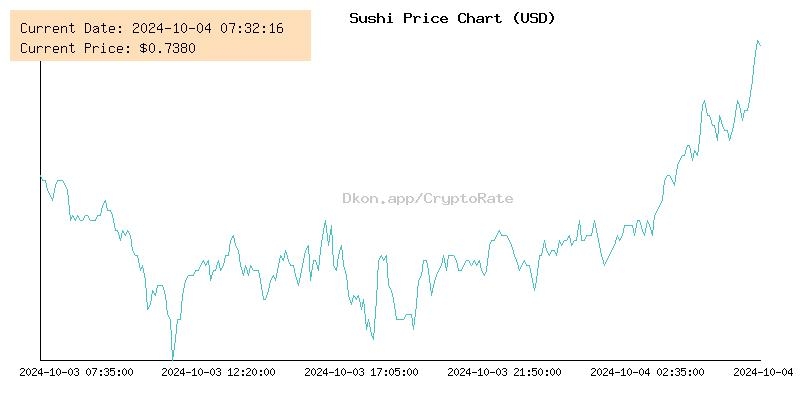 Sushi Price Chart (USD)
Current Date: 2024-10-04 07:32:16
Current Price: $0.7380
Dkon.app/CryptoRate
2024-10-03 07:35:00 2024-10-03 12:20:00 2024-10-03 17:05:00 2024-10-03 21:50:00 2024-10-04 02:35:00 2024-10-04